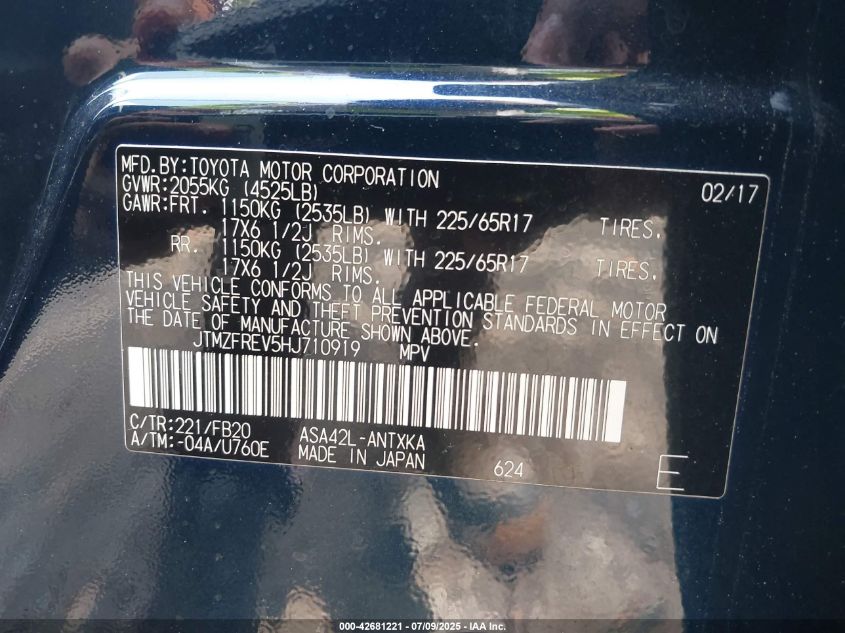 MFD.BY:TOYOTA MOTOR CORPORATION 02/17
GVWR:2055KG (4525LB)
GAWR:FRT. 1150KG (2535LB) WITH 225/65R17 TIRES.
17X6 1/2J RIMS.
RR. 1150KG (2535LB) WITH 225/65R17 TIRES.
17X6 1/2J RIMS.
THIS VEHICLE CONFORMS TO ALL APPLICABLE FEDERAL MOTOR
VEHICLE SAFETY AND THEFT PREVENTION STANDARDS IN EFFECT ON
THE DATE OF MANUFACTURE SHOWN ABOVE.
JTMZFREV5HJ710919 MPV
C/TR:221/FB20 ASA42L-ANTXKA
A/TM:-04A/U760E MADE IN JAPAN 624 E
000-42681221 - 07/09/2025 - IAA Inc.